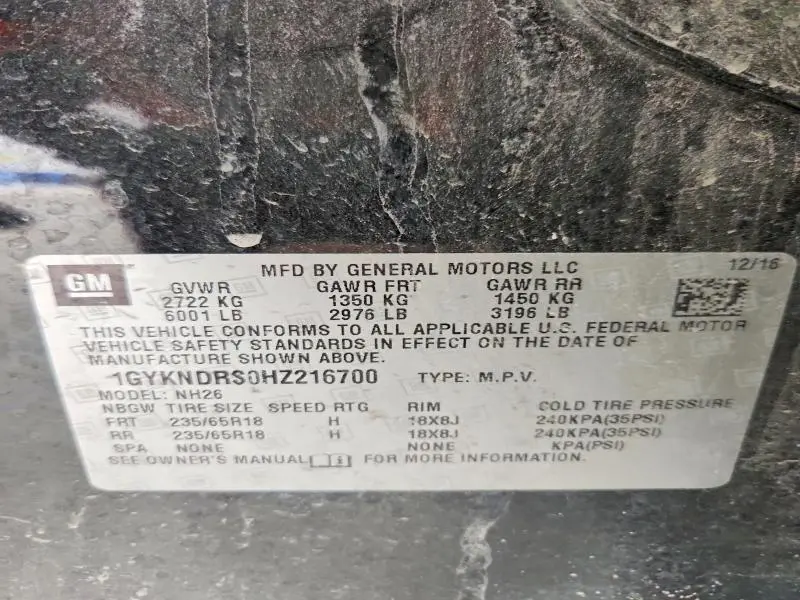 GM
MFD BY GENERAL MOTORS LLC 12/16
GVWR GAWR FRT GAWR RR
2722 KG 1350 KG 1450 KG
6001 LB 2976 LB 3196 LB
THIS VEHICLE CONFORMS TO ALL APPLICABLE U.S. FEDERAL MOTOR
VEHICLE SAFETY STANDARDS IN EFFECT ON THE DATE OF
MANUFACTURE SHOWN ABOVE.
1GYKNDRS0HZ216700 TYPE: M.P.V.
MODEL: NH26
NBGW TIRE SIZE SPEED RTG RIM COLD TIRE PRESSURE
FRT 235/65R18 H 18X8J 240KPA(35PSI)
RR 235/65R18 H 18X8J 240KPA(35PSI)
SPA NONE NONE KPA(PSI)
SEE OWNER'S MANUAL FOR MORE INFORMATION.